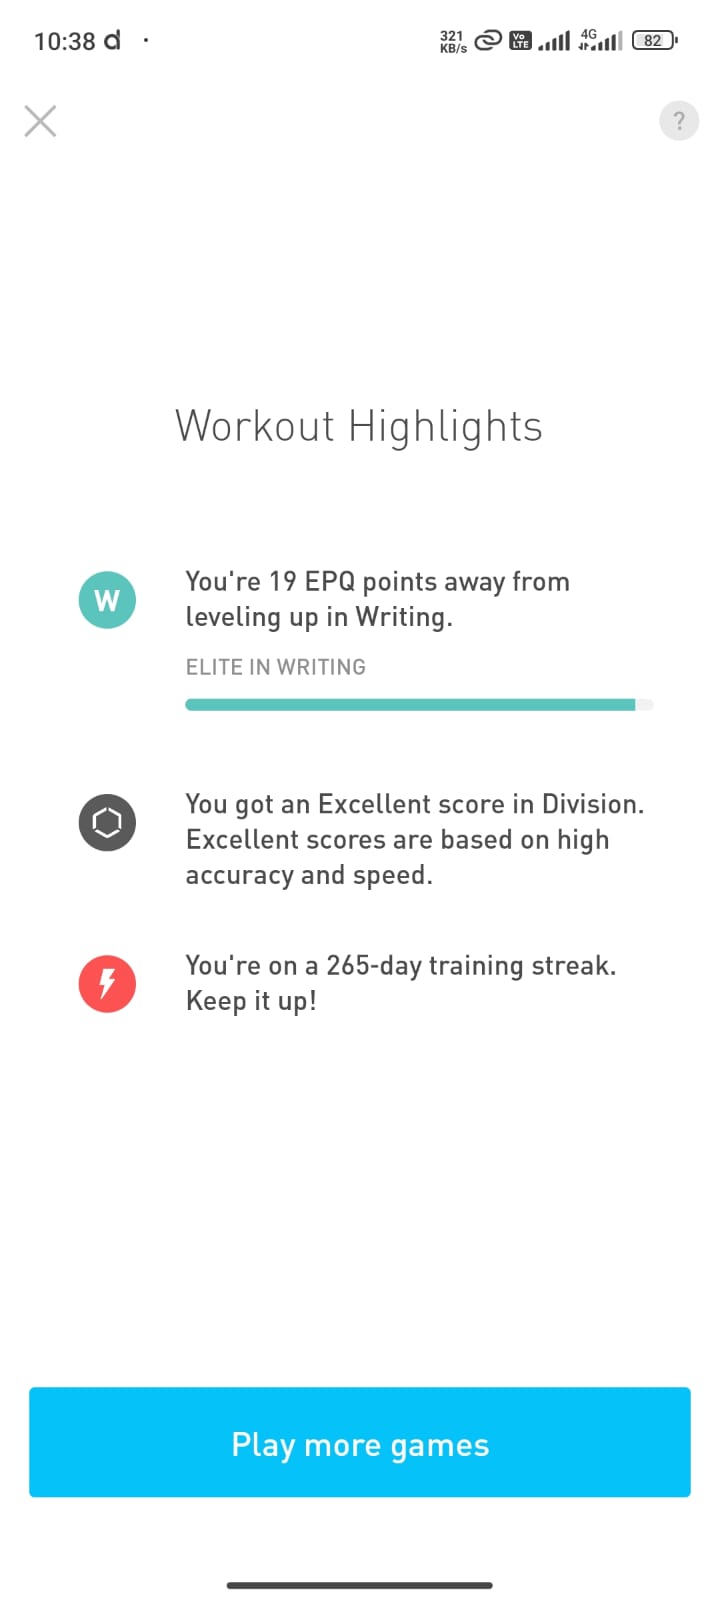 10:38 d
321 KB/s Vo LTE 4G 82
?
Workout Highlights
W
You're 19 EPQ points away from
leveling up in Writing.
ELITE IN WRITING
You got an Excellent score in Division.
Excellent scores are based on high
accuracy and speed.
You're on a 265-day training streak.
Keep it up!
Play more games